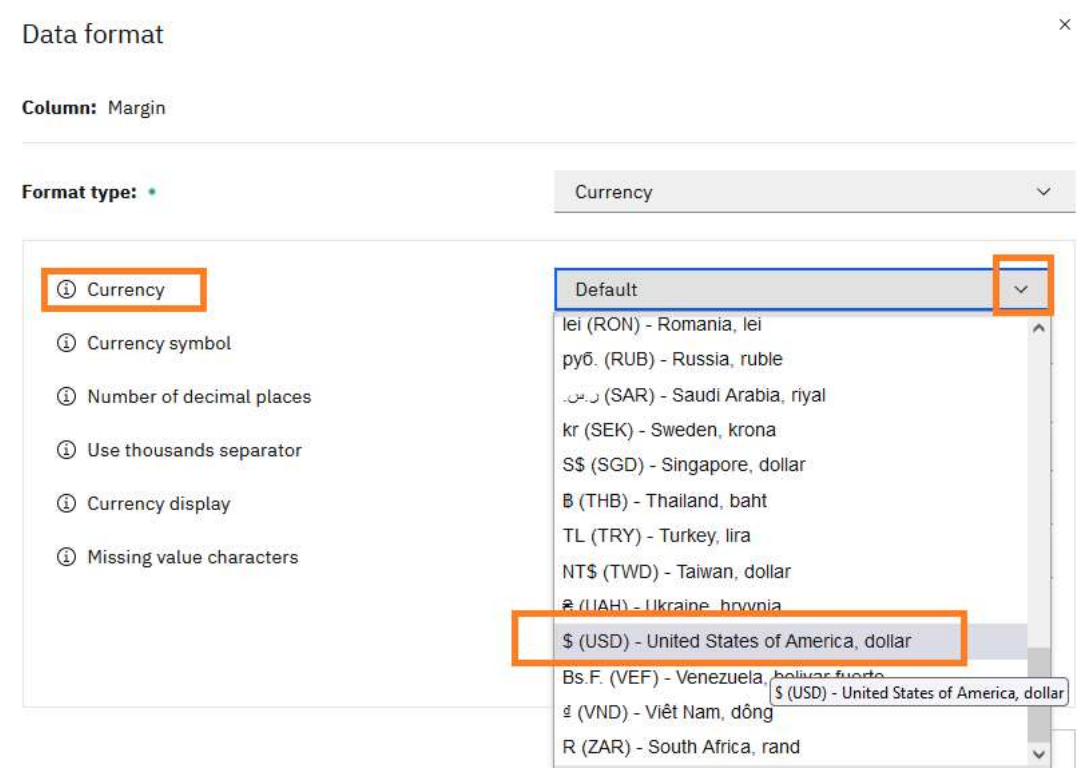 Data format
Column: Margin
Format type: Currency
Currency Default
Currency symbol
Number of decimal places
Use thousands separator
Currency display
Missing value characters
lei (RON) - Romania, lei
руб. (RUB) - Russia, ruble
ر.س. (SAR) - Saudi Arabia, riyal
kr (SEK) - Sweden, krona
S$ (SGD) - Singapore, dollar
฿ (THB) - Thailand, baht
TL (TRY) - Turkey, lira
NT$ (TWD) - Taiwan, dollar
₴ (UAH) - Ukraine, hryvnia
$ (USD) - United States of America, dollar
Bs.F. (VEF) - Venezuela, bolivar fuerte
$ (USD) - United States of America, dollar
₫ (VND) - Việt Nam, dông
R (ZAR) - South Africa, rand